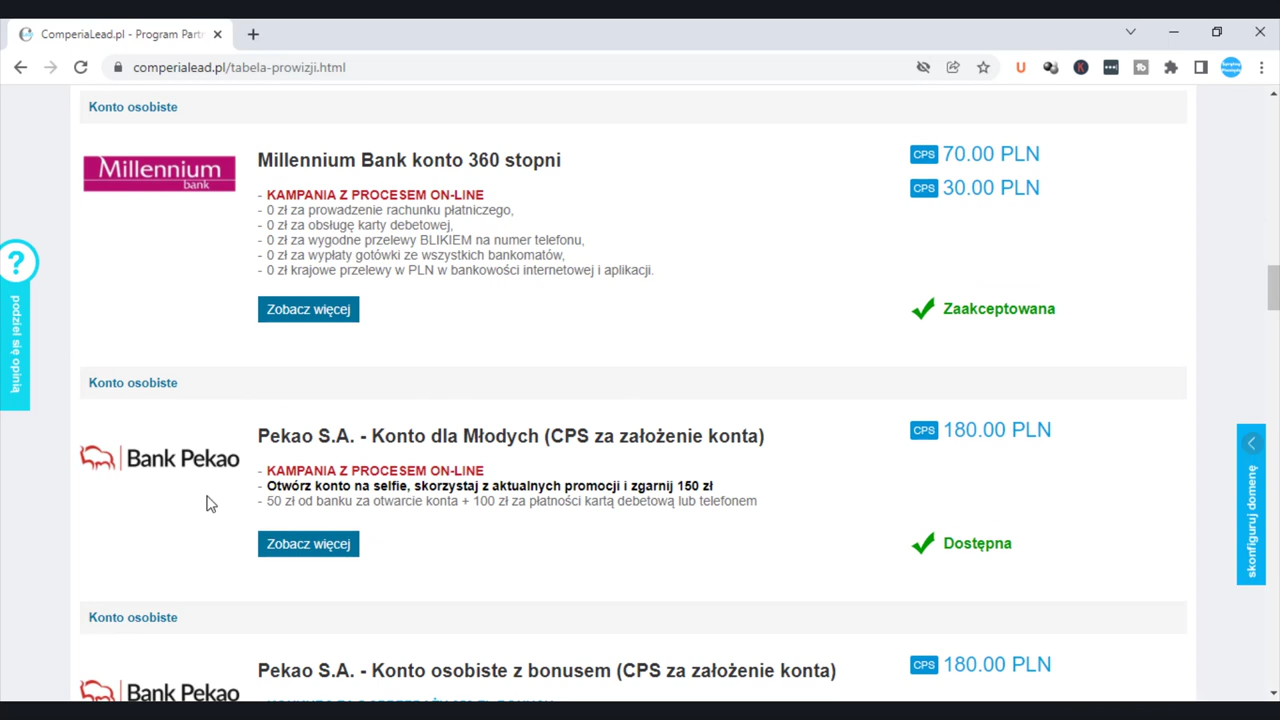 ComperiaLead.pl - Program Partn
comperialead.pl/tabela-prowizji.html
Konto osobiste
Millennium
bank
Millennium Bank konto 360 stopni
CPS 70.00 PLN
CPS 30.00 PLN
- KAMPANIA Z PROCESEM ON-LINE
- 0 zł za prowadzenie rachunku płatniczego,
- 0 zł za obsługę karty debetowej,
- 0 zł za wygodne przelewy BLIKIEM na numer telefonu,
- 0 zł za wypłaty gotówki ze wszystkich bankomatów,
- 0 zł krajowe przelewy w PLN w bankowości internetowej i aplikacji.
Zobacz więcej
Zaakceptowana
?
podziel się opinią
Konto osobiste
Bank Pekao
Pekao S.A. - Konto dla Młodych (CPS za założenie konta)
CPS 180.00 PLN
- KAMPANIA Z PROCESEM ON-LINE
- Otwórz konto na selfie, skorzystaj z aktualnych promocji i zgarnij 150 zł
- 50 zł od banku za otwarcie konta + 100 zł za płatności kartą debetową lub telefonem
Zobacz więcej
Dostępna
skonfiguruj domenę
Konto osobiste
Bank Pekao
Pekao S.A. - Konto osobiste z bonusem (CPS za założenie konta)
CPS 180.00 PLN